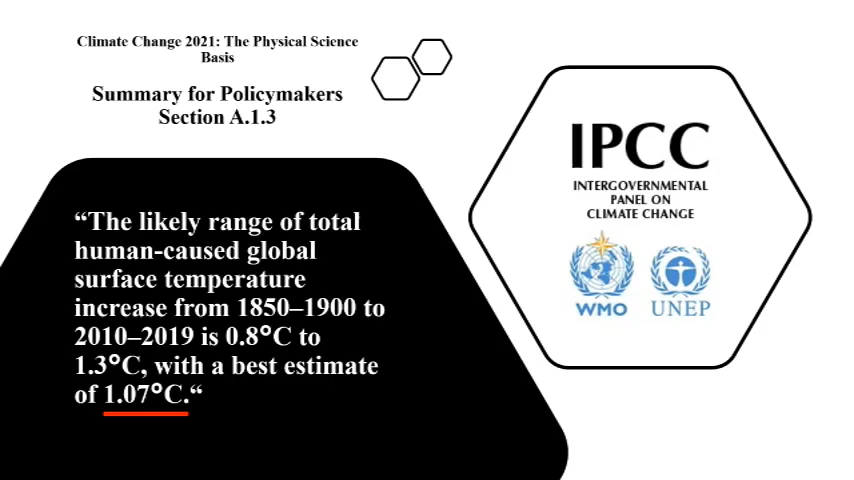 Climate Change 2021: The Physical Science
Basis
Summary for Policymakers
Section A.1.3
“The likely range of total
human-caused global
surface temperature
increase from 1850–1900 to
2010–2019 is 0.8°C to
1.3°C, with a best estimate
of 1.07°C.“
IPCC
INTERGOVERNMENTAL
PANEL ON
CLIMATE CHANGE
WMO
UNEP